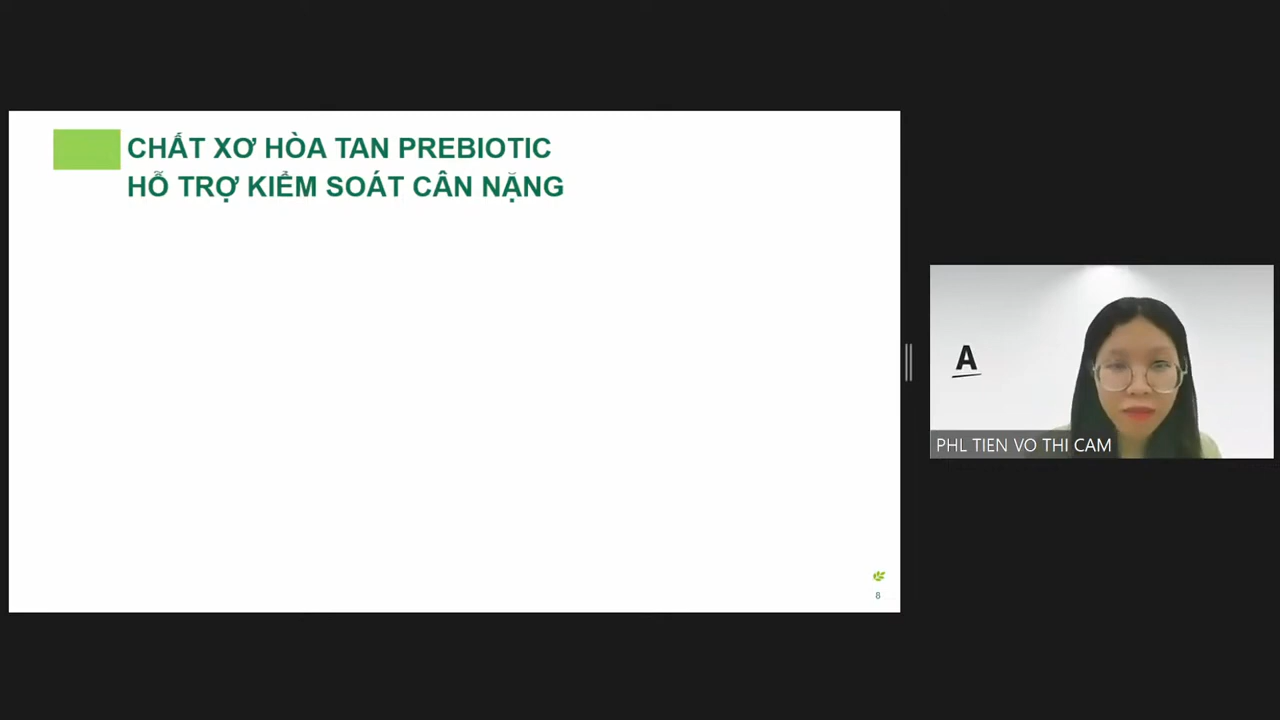 CHẤT XƠ HÒA TAN PREBIOTIC
HỖ TRỢ KIỂM SOÁT CÂN NẶNG
8
A
PHL TIEN VO THI CAM